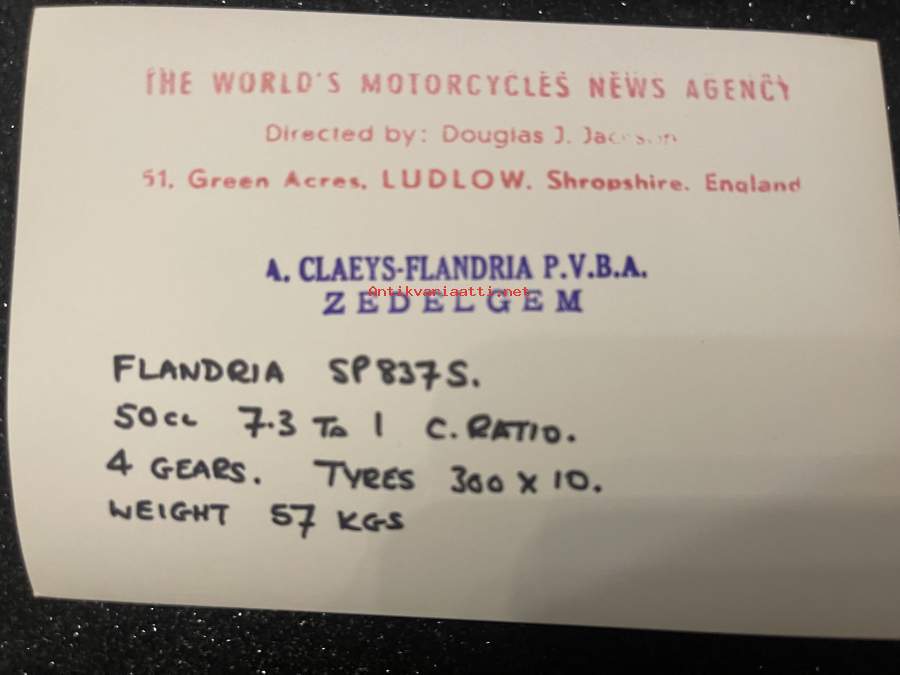 THE WORLD'S MOTORCYCLES NEWS AGENCY
Directed by: Douglas J.
51, Green Acres, LUDLOW. Shropshire. England
A. CLAEYS-FLANDRIA P.V.B.A.
Antikvariaatti.net
ZEDELGEM
FLANDRIA SP837S.
50cc 7.3 To 1 C. RATIO.
4 GEARS. TYRES 300 x 10.
WEIGHT 57 KGS